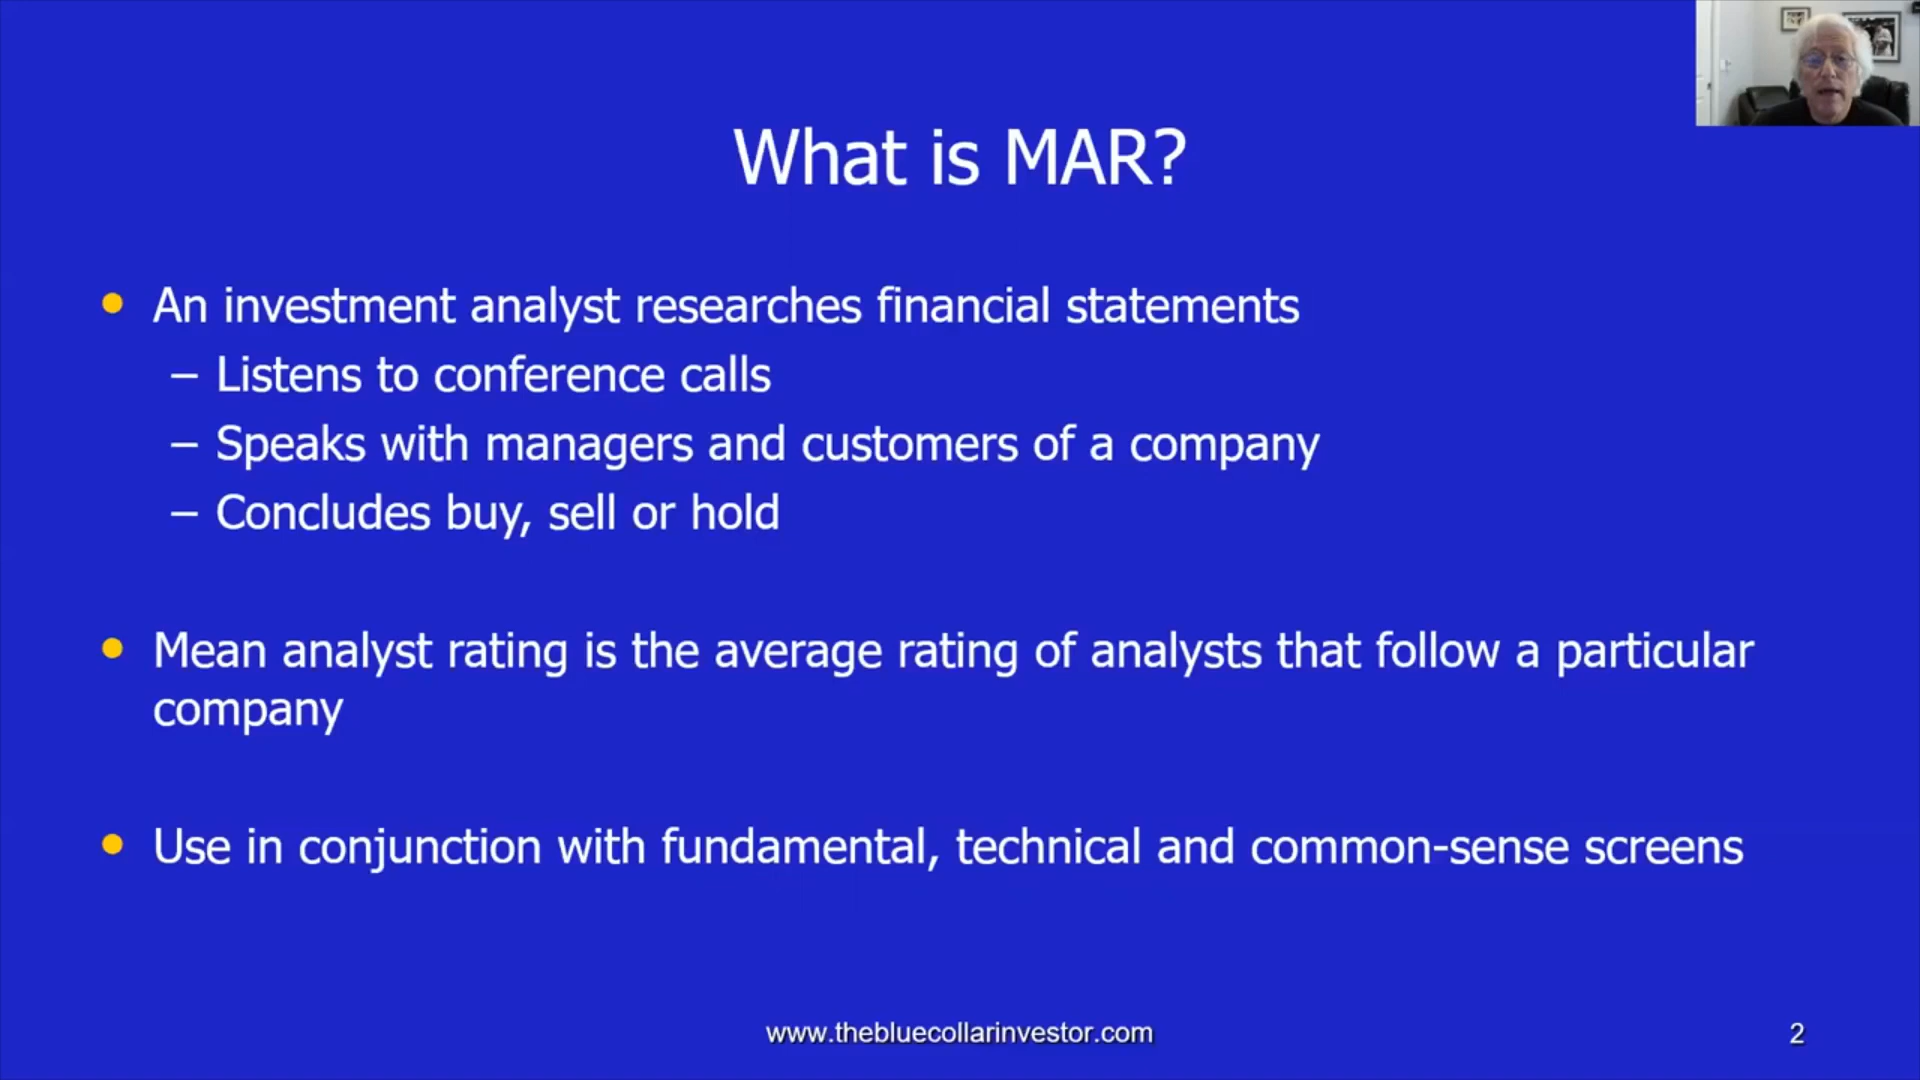 What is MAR?
An investment analyst researches financial statements
– Listens to conference calls
– Speaks with managers and customers of a company
– Concludes buy, sell or hold
Mean analyst rating is the average rating of analysts that follow a particular
company
Use in conjunction with fundamental, technical and common-sense screens
www.thebluecollarinvestor.com
2